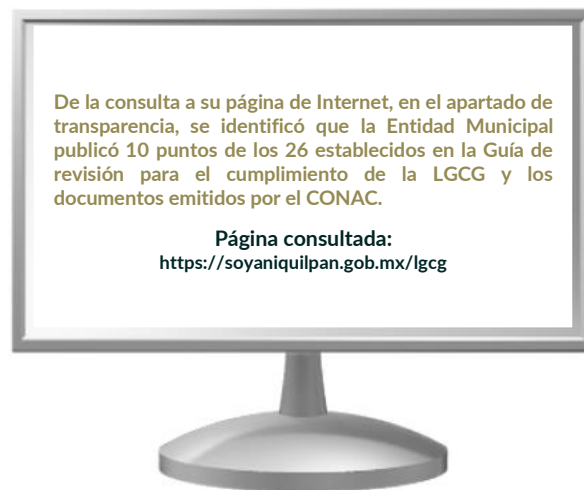 De la consulta a su página de Internet, en el apartado de
transparencia, se identificó que la Entidad Municipal
publicó 10 puntos de los 26 establecidos en la Guía de
revisión para el cumplimiento de la LGCG y los
documentos emitidos por el CONAC.
Página consultada:
https://soyaniquilpan.gob.mx/lgcg